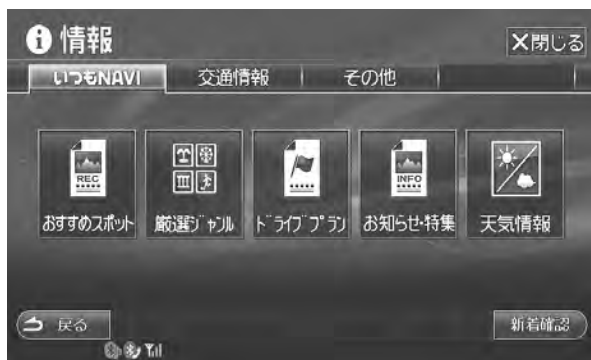 情報
×閉じる
いつもNAVI 交通情報 その他
REC INFO
おすすめスポット 厳選ジャンル ドライブプラン お知らせ・特集 天気情報
戻る 新着確認